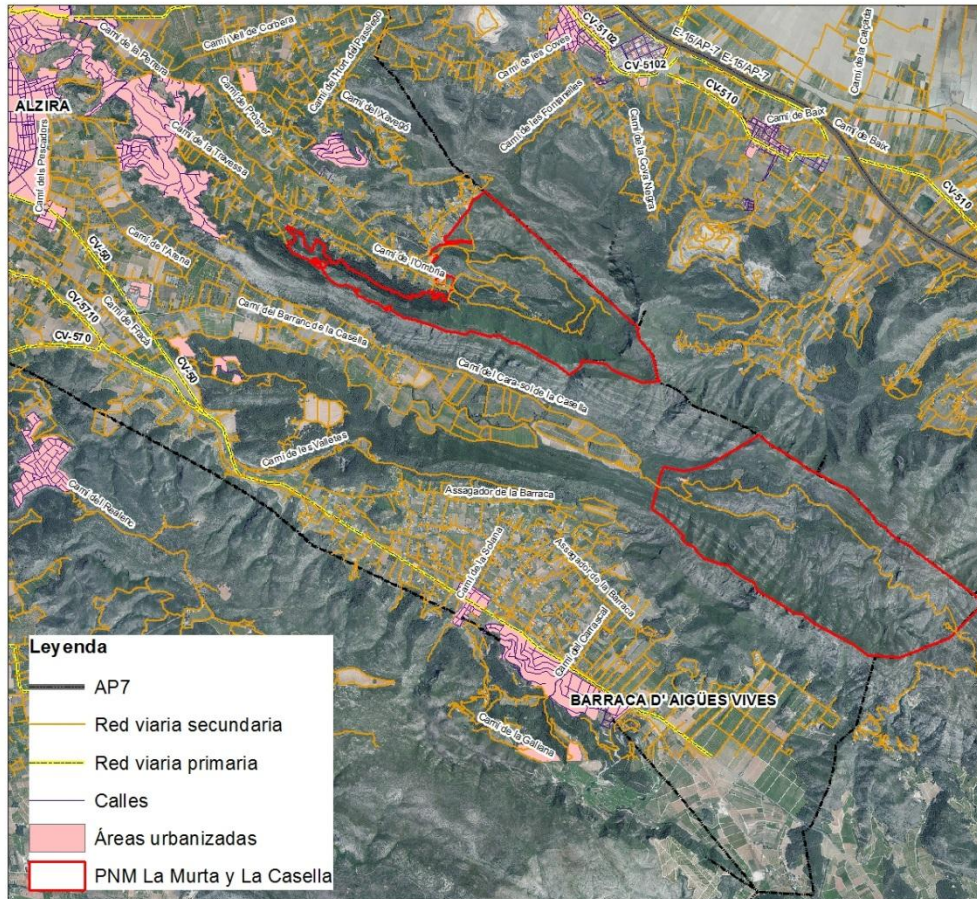 Camí Vell de Corbera
Camí de la Perrera
Camí de l'Hort del Passatge
Camí de les Coves
CV-5102
CV-5102
E-15/AP-7 E-15/AP-7
Camí de la Calçada
ALZIRA
Camí de Prosper
Camí del Xavegó
Camí de les Fontanelles
CV-510
Camí de Baix
Camí de Baix
Camí dels Pescadors
Camí de la Travessa
Camí de la Cova Negra
CV-510
Camí de l'Arena
Camí de l'Ombria
CV-50
CV-5710
Camí de Fracà
Camí del Barranc de la Casella
CV-570
CV-50
Camí del Cara-sol de la Casella
Camí de les Valletes
Camí del Realenc
Assagador de la Barraca
Camí de la Solana
Assagador de la Barraca
Camí del Carrascal
BARRACA D' AIGÜES VIVES
Camí de la Galiana
Leyenda
AP7
Red viaria secundaria
Red viaria primaria
Calles
Áreas urbanizadas
PNM La Murta y La Casella